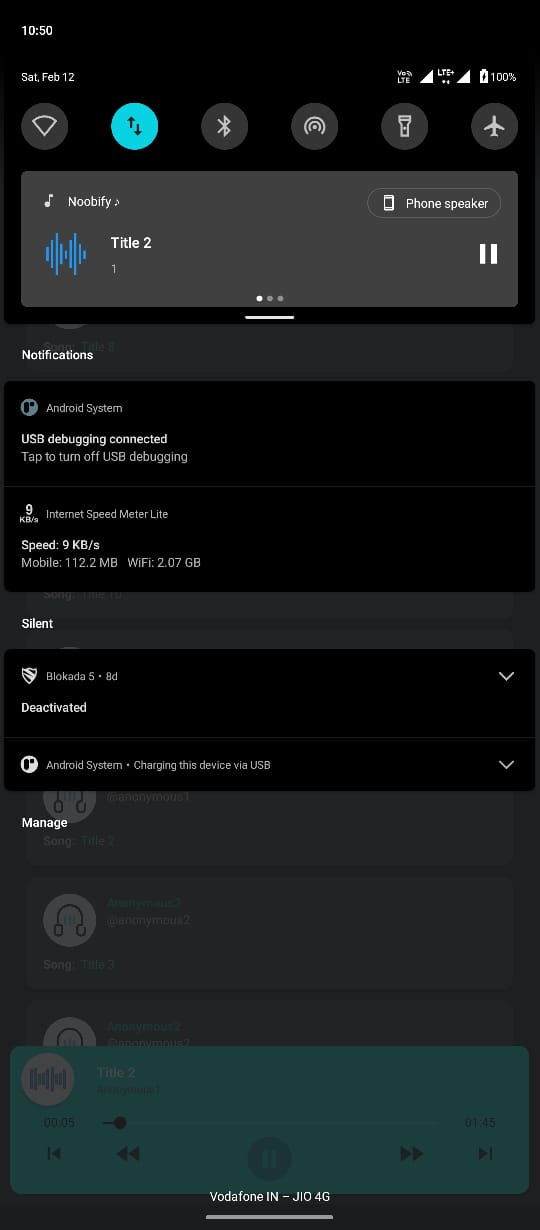 10:50
Sat, Feb 12
Vo LTE LTE+ 100%
Noobify ♪ Phone speaker
Title 2
1
Song: Title 8
Notifications
Android System
USB debugging connected
Tap to turn off USB debugging
9 KB/s Internet Speed Meter Lite
Speed: 9 KB/s
Mobile: 112.2 MB WiFi: 2.07 GB
Song: Title 10
Silent
Blokada 5 • 8d
Deactivated
Android System • Charging this device via USB
@anonymous1
Manage
Song: Title 2
Anonymous2
@anonymous2
Song: Title 3
Anonymous2
@anonymous2
Title 2
Anonymous1
00:05 01:45
Vodafone IN – JIO 4G